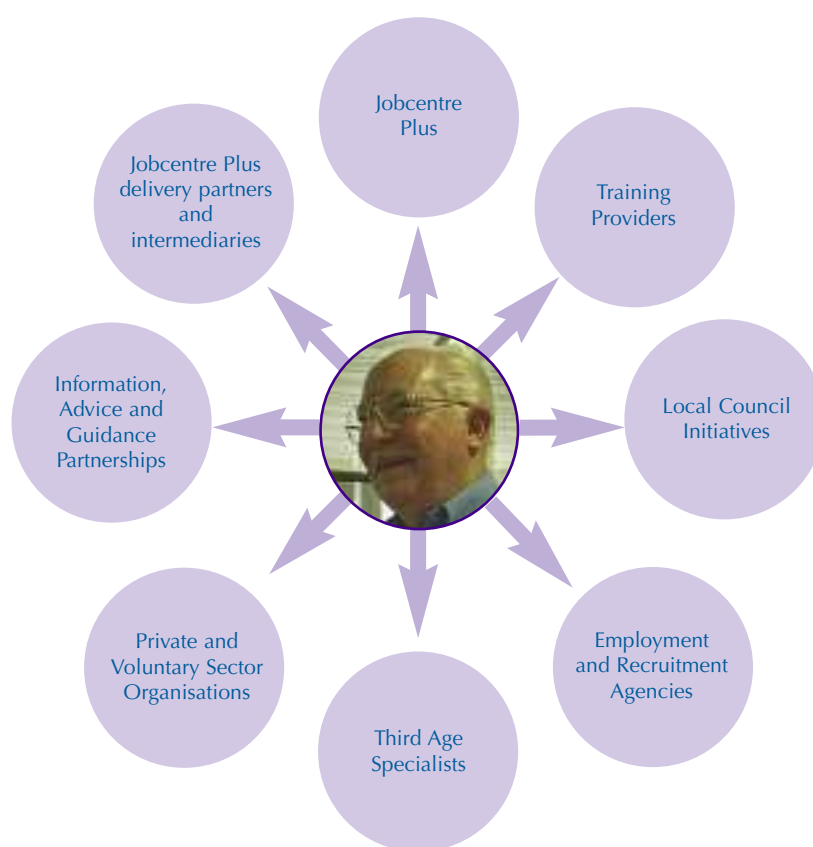 Jobcentre
Plus
Training
Providers
Local Council
Initiatives
Employment
and Recruitment
Agencies
Third Age
Specialists
Private and
Voluntary Sector
Organisations
Information,
Advice and
Guidance
Partnerships
Jobcentre Plus
delivery partners
and
intermediaries